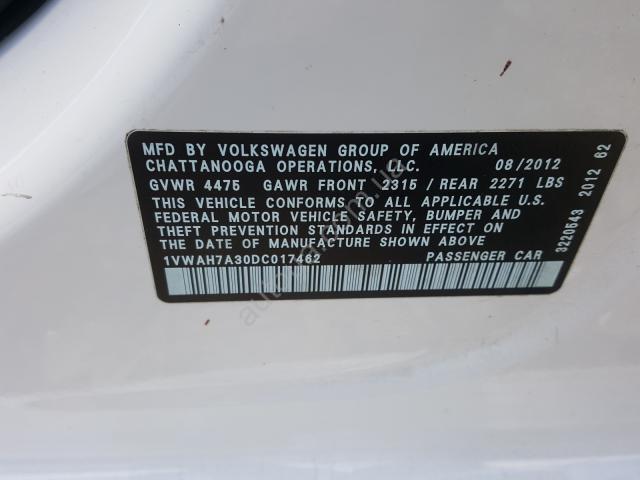 MFD BY VOLKSWAGEN GROUP OF AMERICA
CHATTANOOGA OPERATIONS, LLC. 08/2012
GVWR 4475 GAWR FRONT 2315/REAR 2271 LBS
THIS VEHICLE CONFORMS TO ALL APPLICABLE U.S.
FEDERAL MOTOR VEHICLE SAFETY, BUMPER AND
THEFT PREVENTION STANDARDS IN EFFECT ON
THE DATE OF MANUFACTURE SHOWN ABOVE.
1VWAH7A30DC017462 PASSENGER CAR
3220543 2012 62